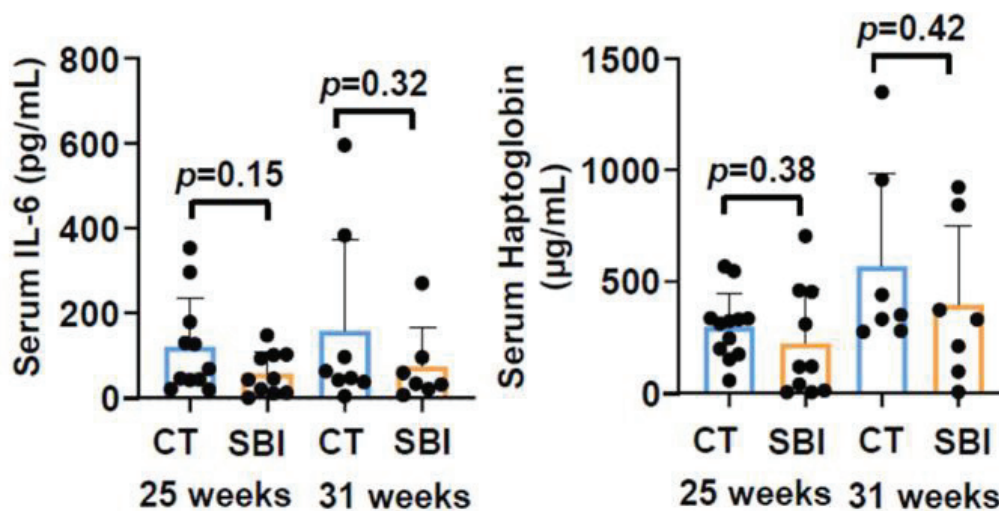 Serum IL-6 (pg/mL)
800
600
400
200
0
p=0.15
p=0.32
CT SBI CT SBI
25 weeks 31 weeks
Serum Haptoglobin
(µg/mL)
1500
1000
500
0
p=0.38
p=0.42
CT SBI CT SBI
25 weeks 31 weeks